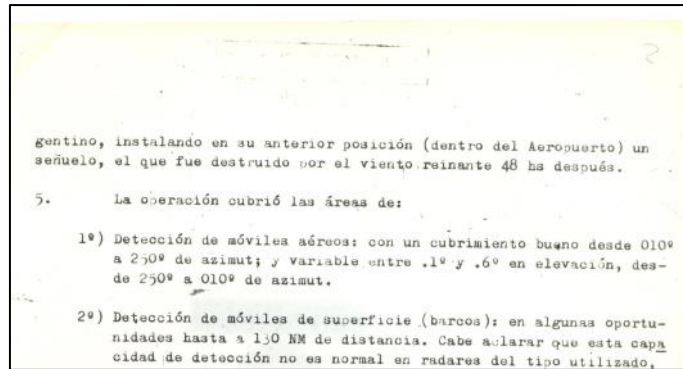 2
gentino, instalando en su anterior posición (dentro del Aeropuerto) un
señuelo, el que fue destruido por el viento reinante 48 hs después.
5. La operación cubrió las áreas de:
1º) Detección de móviles aéreos: con un cubrimiento bueno desde 010º
a 250º de azimut; y variable entre .1º y .6º en elevación, des-
de 250º a 010º de azimut.
2º) Detección de móviles de superficie (barcos): en algunas oportu-
nidades hasta a 130 NM de distancia. Cabe aclarar que esta capa
cidad de detección no es normal en radares del tipo utilizado,